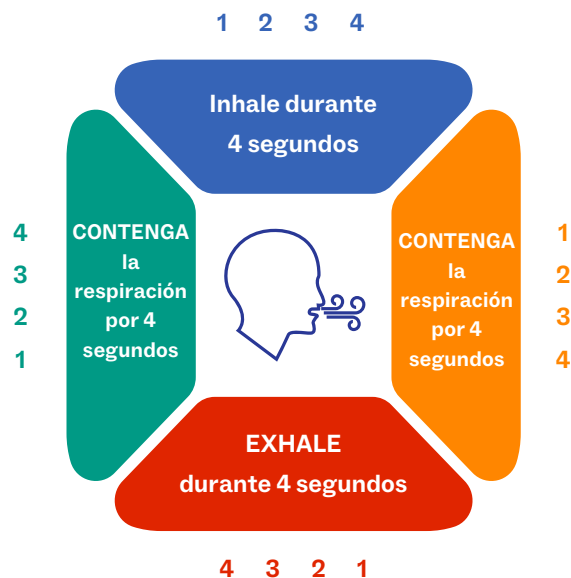 1 2 3 4
Inhale durante
4 segundos
CONTENGA
la
respiración
por 4
segundos
1
2
3
4
EXHALE
durante 4 segundos
4 3 2 1
CONTENGA
la
respiración
por 4
segundos
4
3
2
1